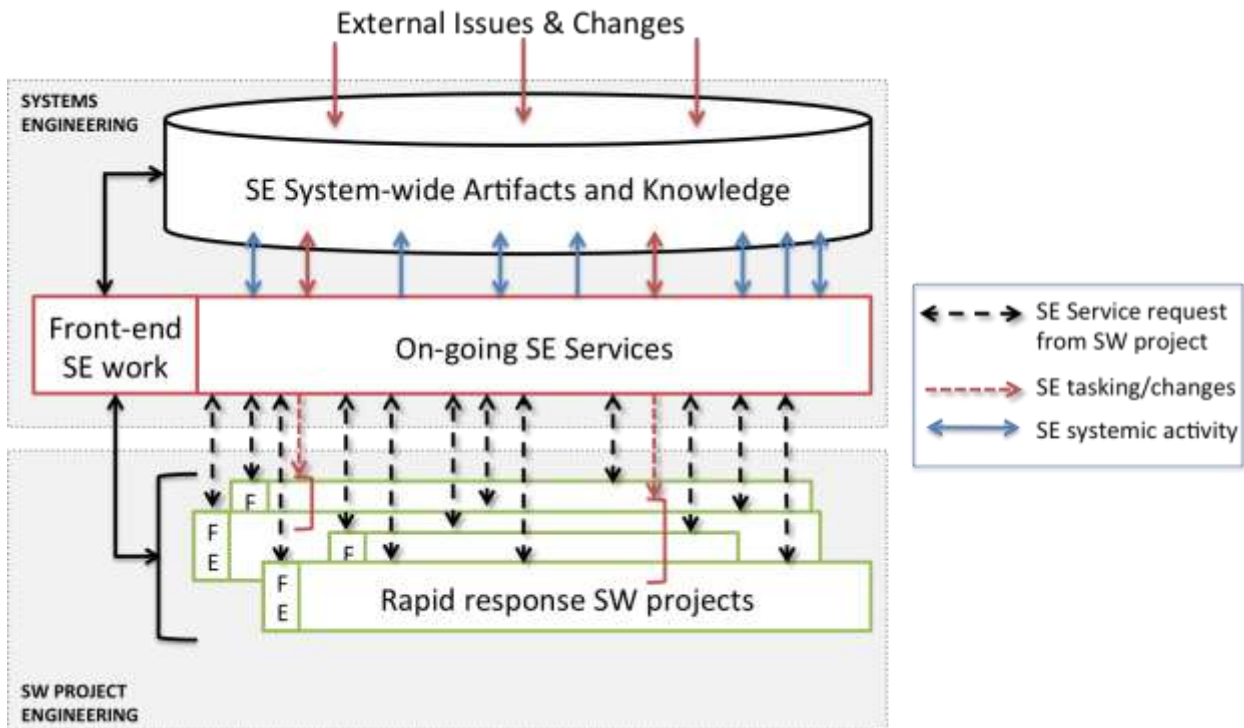 External Issues & Changes
SYSTEMS
ENGINEERING
SE System-wide Artifacts and Knowledge
Front-end
SE work
On-going SE Services
SE Service request
from SW project
SE tasking/changes
SE systemic activity
F
F
E
F
F
E
Rapid response SW projects
SW PROJECT
ENGINEERING